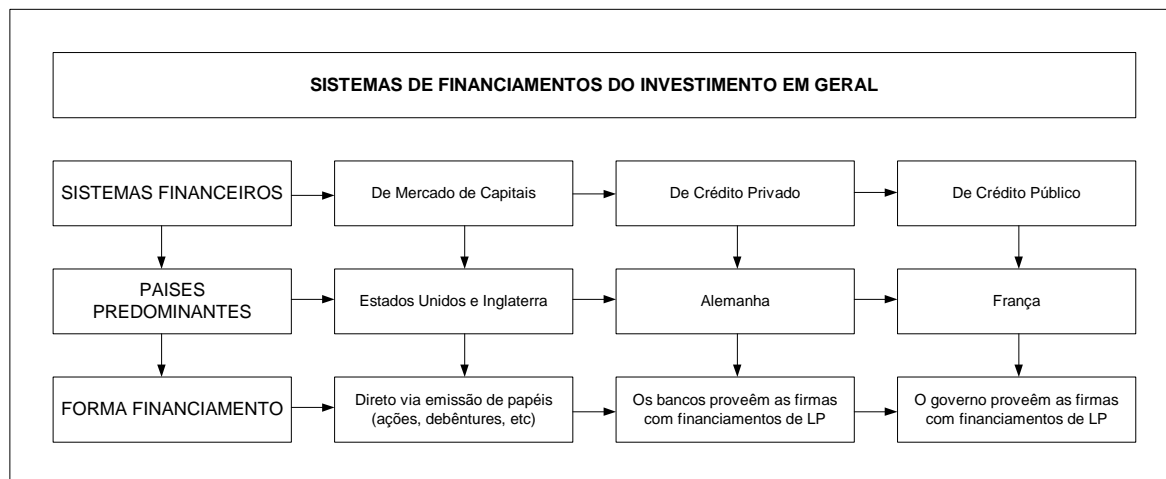 SISTEMAS DE FINANCIAMENTOS DO INVESTIMENTO EM GERAL
SISTEMAS FINANCEIROS
De Mercado de Capitais
De Crédito Privado
De Crédito Público
PAISES
PREDOMINANTES
Estados Unidos e Inglaterra
Alemanha
França
FORMA FINANCIAMENTO
Direto via emissão de papéis
(ações, debêntures, etc)
Os bancos proveêm as firmas
com financiamentos de LP
O governo proveêm as firmas
com financiamentos de LP